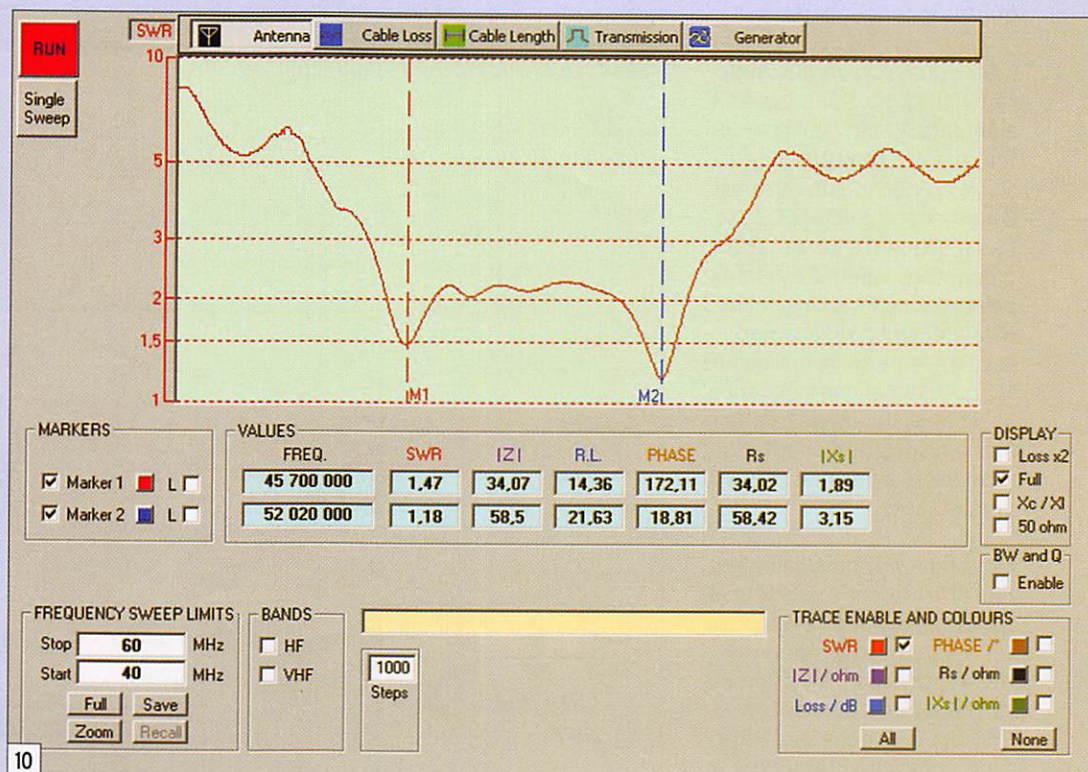 RUN
Single
Sweep
SWR
Antenna Cable Loss Cable Length Transmission Generator
10
5
3
2
1.5
1
M1 M2
MARKERS
Marker 1 L
Marker 2 L
VALUES
FREQ. SWR |Z| R.L. PHASE Rs |Xs|
45 700 000 1,47 34,07 14,36 172,11 34,02 1,89
52 020 000 1,18 58,5 21,63 18,81 58,42 3,15
DISPLAY
Loss x2
Full
Xc / Xl
50 ohm
BW and Q
Enable
FREQUENCY SWEEP LIMITS
Stop 60 MHz
Start 40 MHz
Full Save
Zoom Recall
BANDS
HF
VHF
1000
Steps
TRACE ENABLE AND COLOURS
SWR PHASE /°
|Z| / ohm Rs / ohm
Loss / dB |Xs| / ohm
All None
10